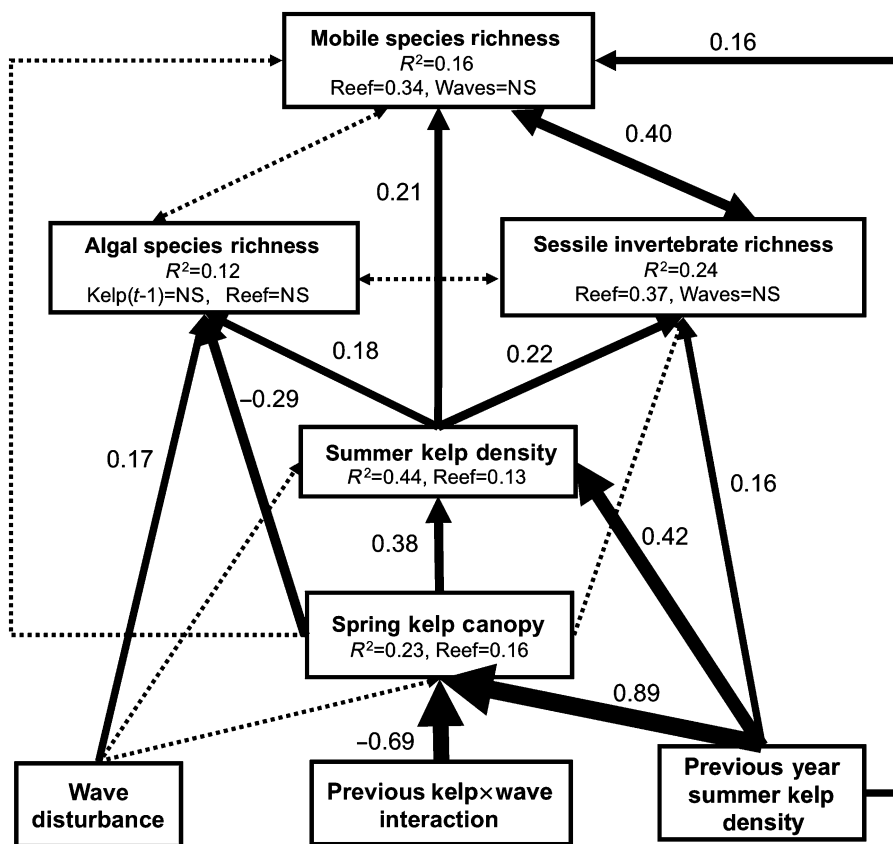 Mobile species richness
R²=0.16
Reef=0.34, Waves=NS
0.16
0.40
0.21
Algal species richness
R²=0.12
Kelp(t-1)=NS, Reef=NS
Sessile invertebrate richness
R²=0.24
Reef=0.37, Waves=NS
0.18
0.22
–0.29
Summer kelp density
R²=0.44, Reef=0.13
0.17
0.16
0.42
0.38
Spring kelp canopy
R²=0.23, Reef=0.16
0.89
–0.69
Wave
disturbance
Previous kelp×wave
interaction
Previous year
summer kelp
density